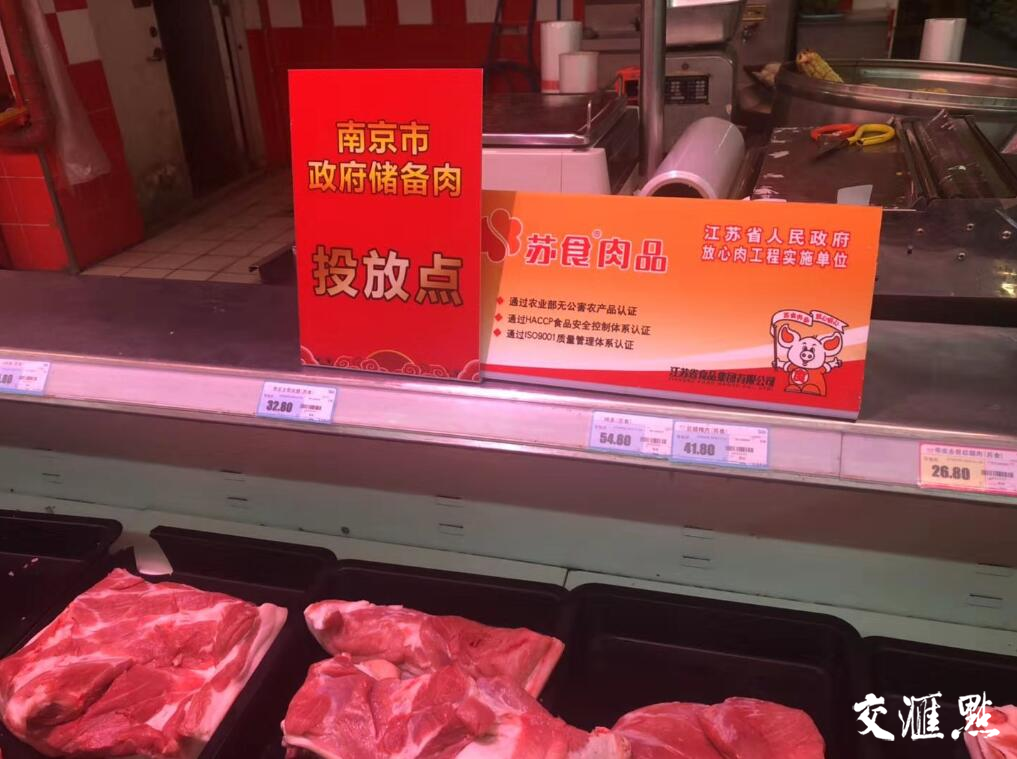 南京市
政府储备肉
投放点
苏食®肉品
江苏省人民政府
放心肉工程实施单位
通过农业部无公害农产品认证
通过HACCP食品安全控制体系认证
通过ISO9001质量管理体系认证
江苏省食品集团有限公司
32.80
54.80
41.80
26.80
交滙點